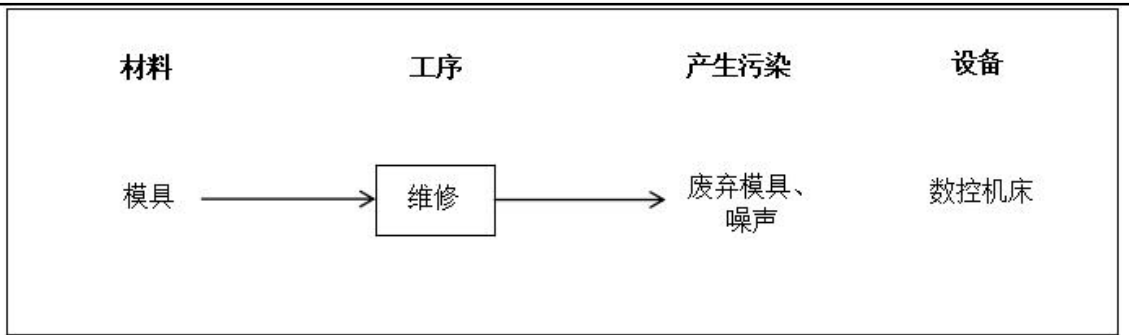 材料 工序 产生污染 设备
模具 维修 废弃模具、 数控机床
噪声